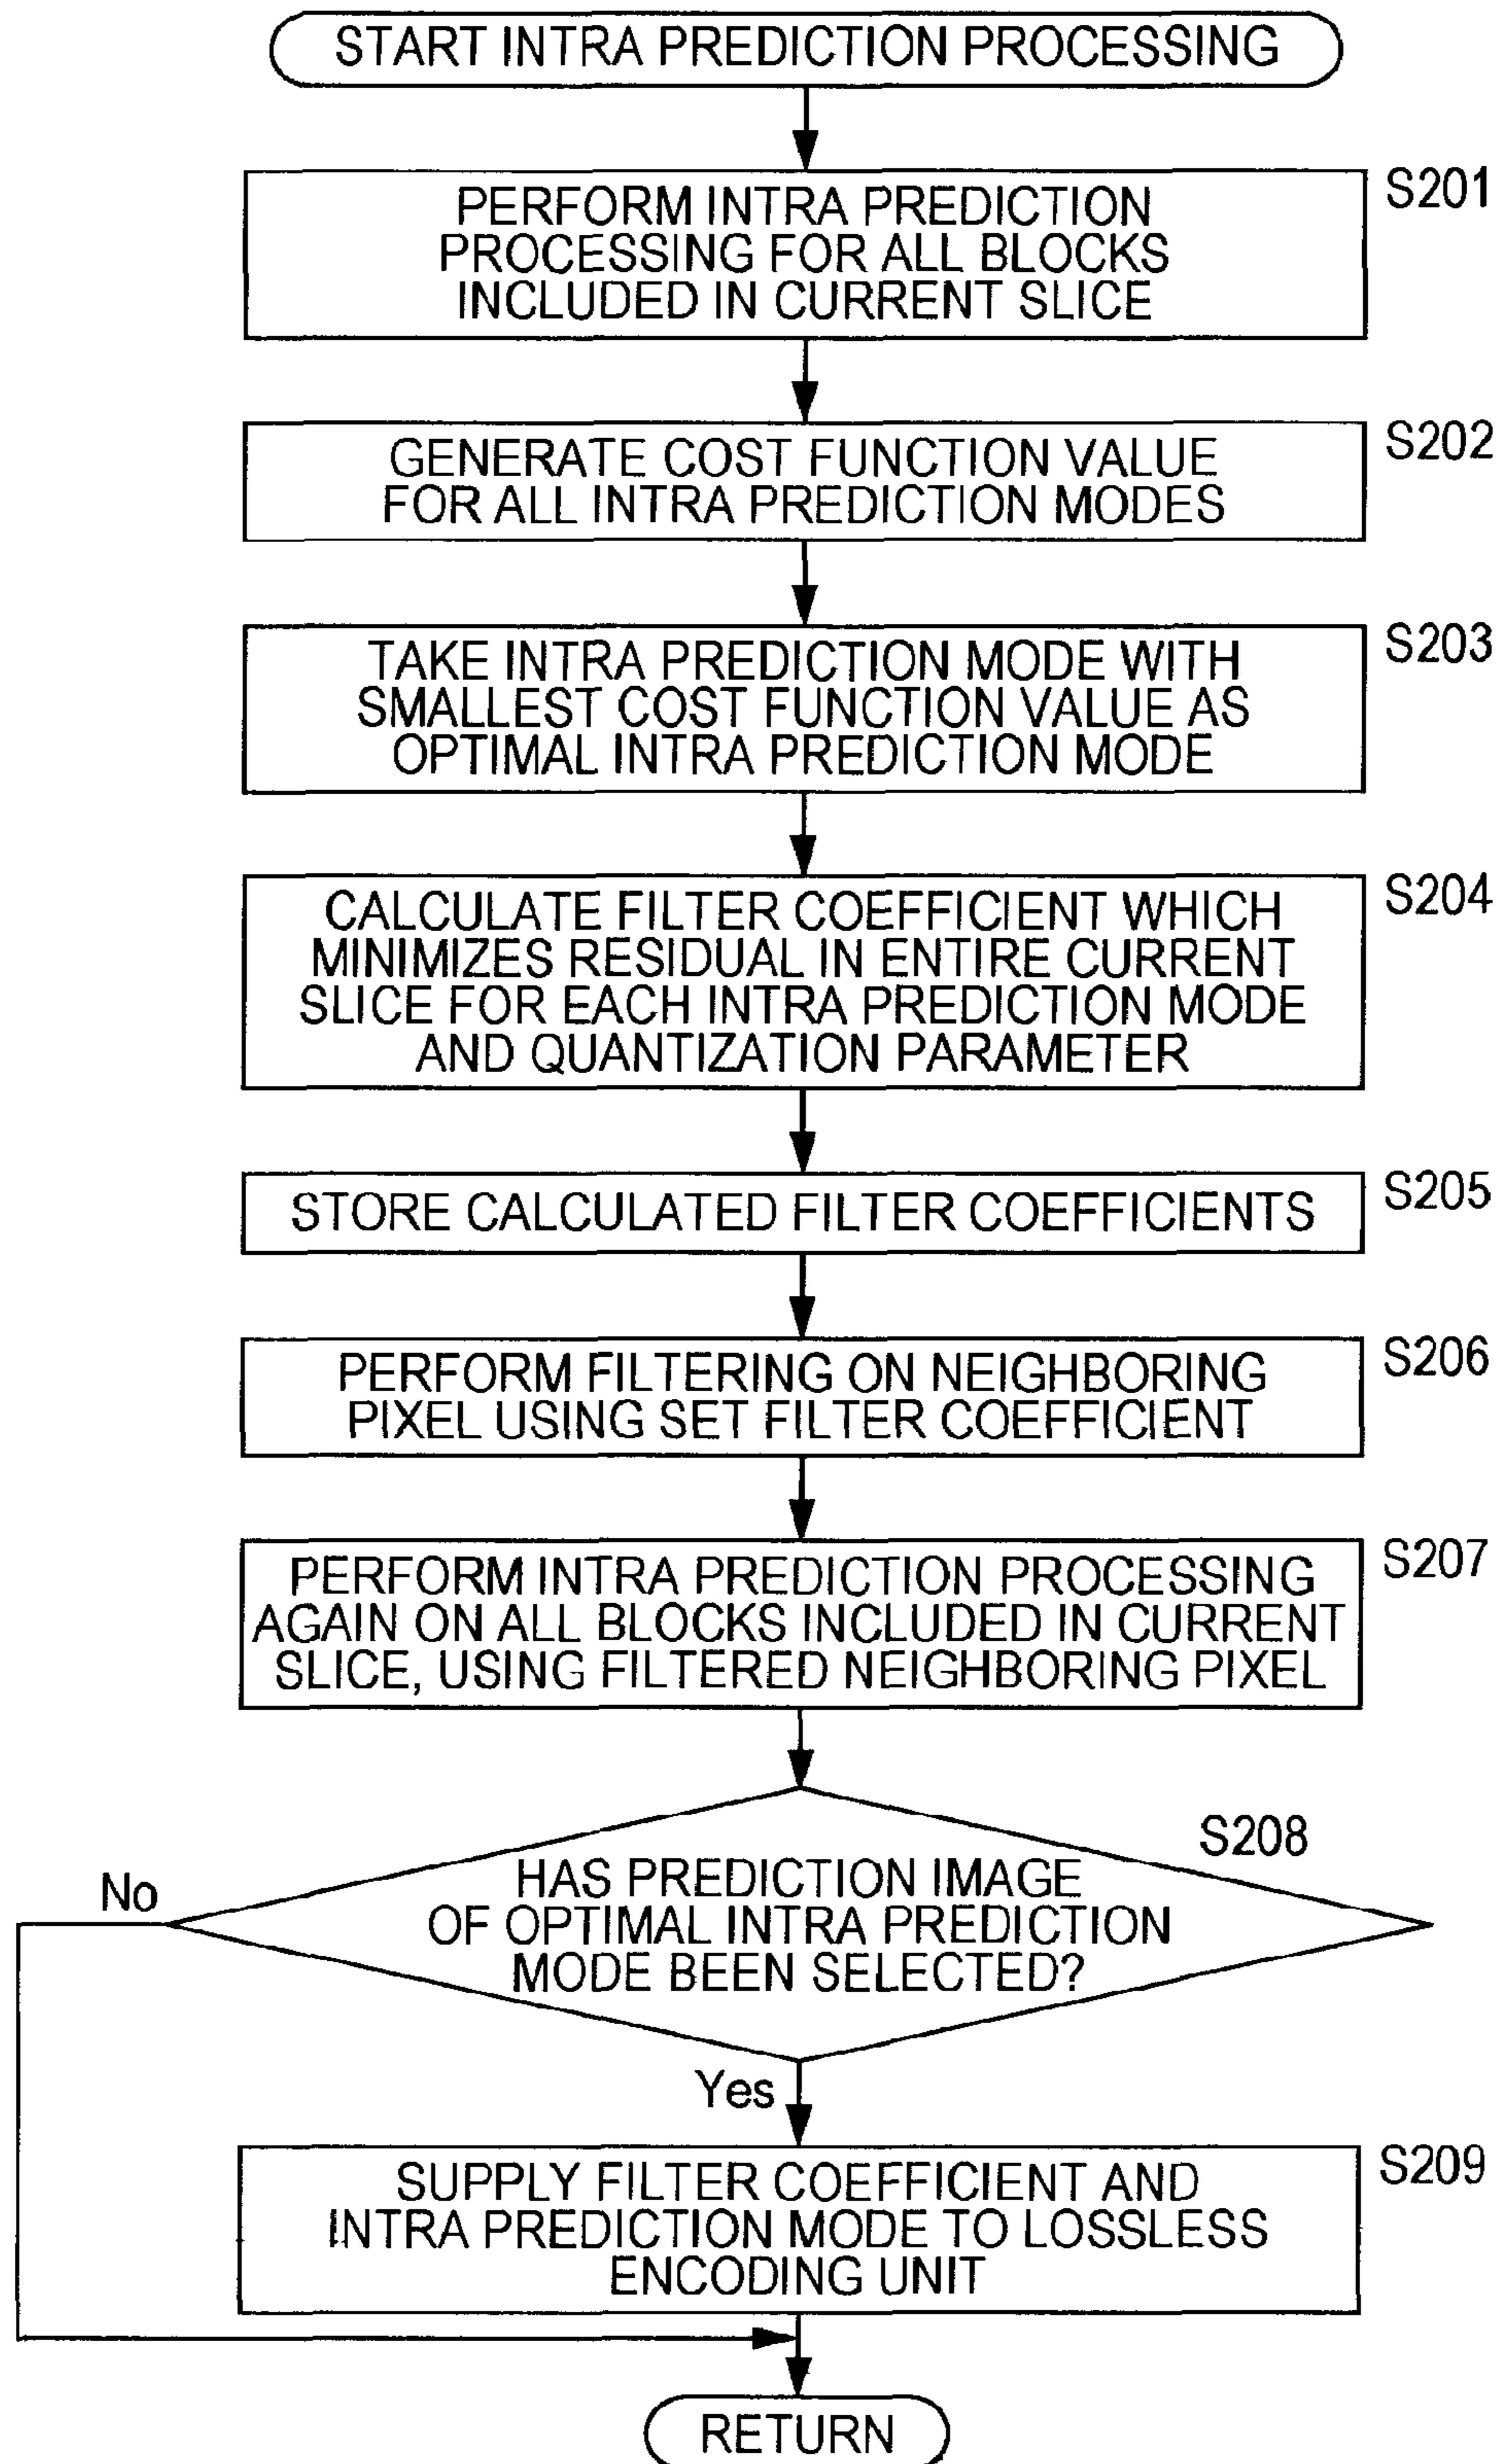 START INTRA PREDICTION PROCESSING
S201
PERFORM INTRA PREDICTION
PROCESSING FOR ALL BLOCKS
INCLUDED IN CURRENT SLICE
S202
GENERATE COST FUNCTION VALUE
FOR ALL INTRA PREDICTION MODES
S203
TAKE INTRA PREDICTION MODE WITH
SMALLEST COST FUNCTION VALUE AS
OPTIMAL INTRA PREDICTION MODE
S204
CALCULATE FILTER COEFFICIENT WHICH
MINIMIZES RESIDUAL IN ENTIRE CURRENT
SLICE FOR EACH INTRA PREDICTION MODE
AND QUANTIZATION PARAMETER
S205
STORE CALCULATED FILTER COEFFICIENTS
S206
PERFORM FILTERING ON NEIGHBORING
PIXEL USING SET FILTER COEFFICIENT
S207
PERFORM INTRA PREDICTION PROCESSING
AGAIN ON ALL BLOCKS INCLUDED IN CURRENT
SLICE, USING FILTERED NEIGHBORING PIXEL
S208
No
HAS PREDICTION IMAGE
OF OPTIMAL INTRA PREDICTION
MODE BEEN SELECTED?
Yes
S209
SUPPLY FILTER COEFFICIENT AND
INTRA PREDICTION MODE TO LOSSLESS
ENCODING UNIT
RETURN